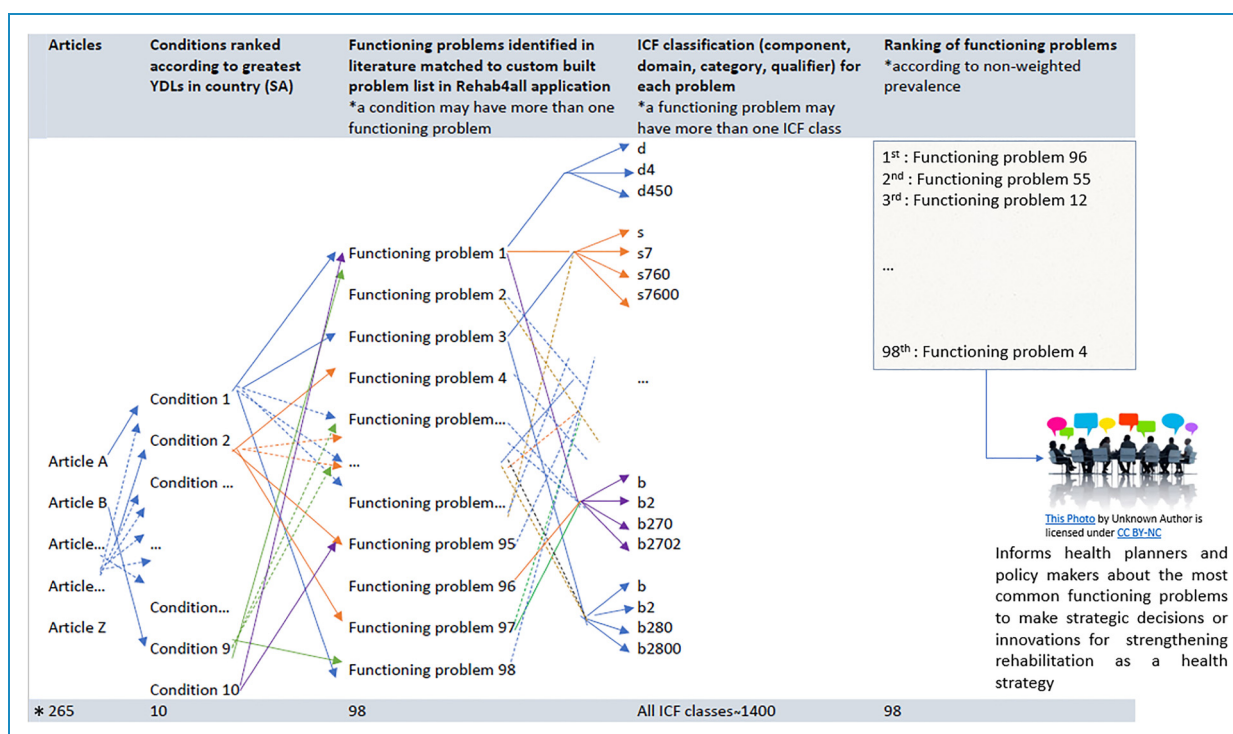 Articles
Conditions ranked
according to greatest
YDLs in country (SA)
Functioning problems identified in
literature matched to custom built
problem list in Rehab4all application
*a condition may have more than one
functioning problem
ICF classification (component,
domain, category, qualifier) for
each problem
*a functioning problem may
have more than one ICF class
Ranking of functioning problems
*according to non-weighted
prevalence
Article A
Article B
Article...
Article...
Article Z
Condition 1
Condition 2
Condition ...
...
Condition...
Condition 9
Condition 10
Functioning problem 1
Functioning problem 2
Functioning problem 3
Functioning problem 4
Functioning problem...
...
Functioning problem...
Functioning problem 95
Functioning problem 96
Functioning problem 97
Functioning problem 98
d
d4
d450
s
s7
s760
s7600
...
b
b2
b270
b2702
b
b2
b280
b2800
1st : Functioning problem 96
2nd : Functioning problem 55
3rd : Functioning problem 12
...
98th : Functioning problem 4
This Photo by Unknown Author is
licensed under CC BY-NC
Informs health planners and
policy makers about the most
common functioning problems
to make strategic decisions or
innovations for strengthening
rehabilitation as a health
strategy
* 265
10
98
All ICF classes~1400
98